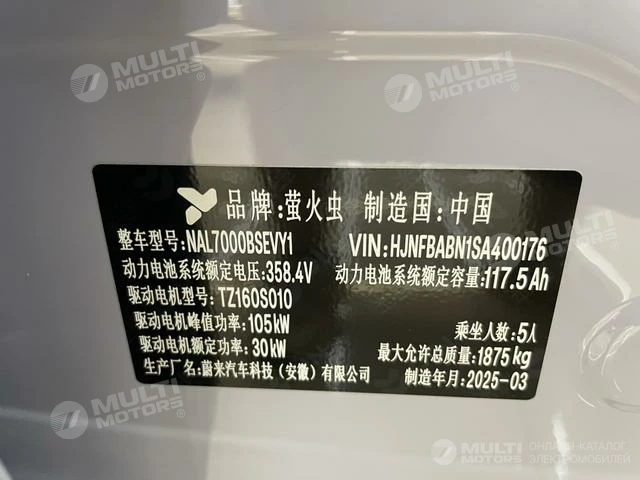 MULTI MOTORS®
MULTI MOTORS®
MULTI MOTORS®
品牌:萤火虫 制造国:中国
整车型号:NAL7000BSEVY1 VIN:HJNFBABN1SA400176
动力电池系统额定电压:358.4V 动力电池系统额定容量:117.5Ah
驱动电机型号:TZ160S010
驱动电机峰值功率:105kW 乘坐人数:5人
驱动电机额定功率:30kW 最大允许总质量:1875kg
生产厂名:蔚来汽车科技(安徽)有限公司 制造年月:2025-03
MULTI MOTORS®
MULTI MOTORS
ОНЛАЙН-КАТАЛОГ
ЭЛЕКТРОМОБИЛЕЙ